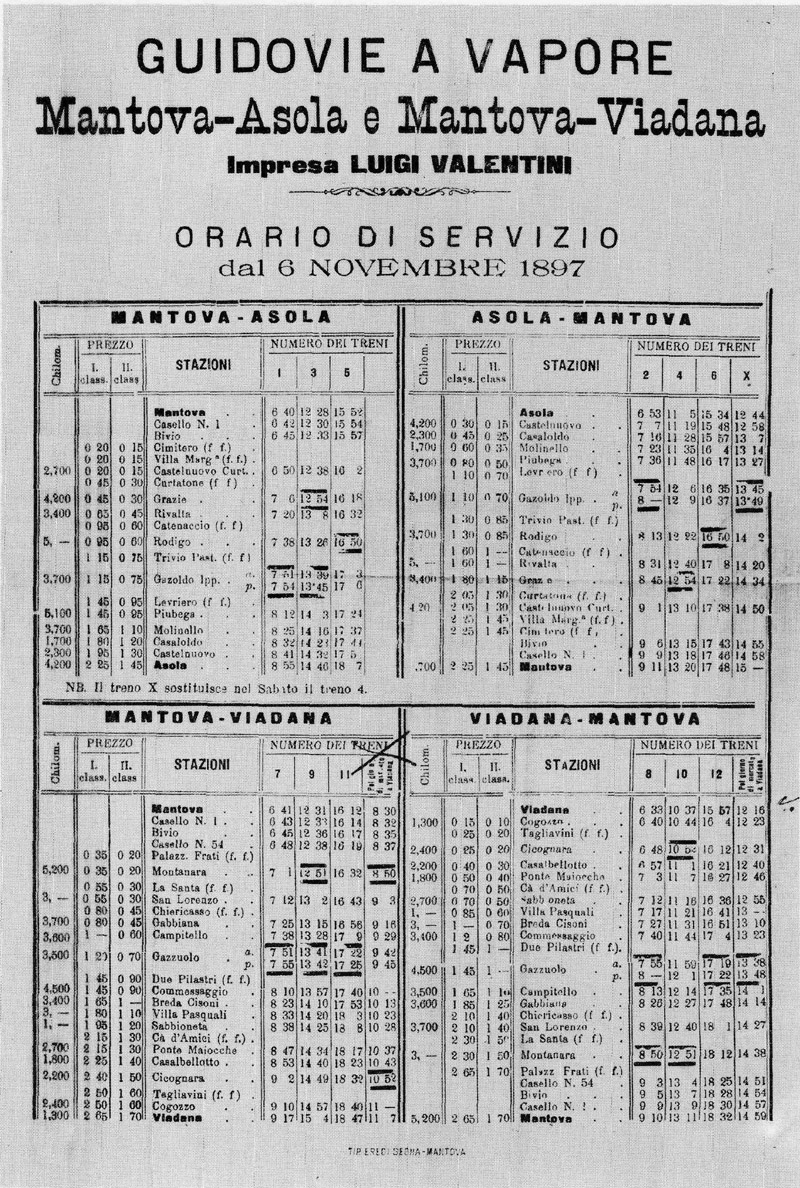 GUIDOVIE A VAPORE
Mantova-Asola e Mantova-Viadana
Impresa LUIGI VALENTINI
ORARIO DI SERVIZIO
dal 6 NOVEMBRE 1897
MANTOVA-ASOLA
Chilom. PREZZO STAZIONI NUMERO DEI TRENI
I. class. II. class 1 3 5
Mantova . . 6 40 12 28 15 52
Casello N. 1 . 6 42 12 30 15 54
Bivio . . . 6 45 12 33 15 57
0 20 0 15 Cimitero (f f.)
0 20 0 15 Villa Marg.a (f. f.)
2,700 0 20 0 15 Castelnuovo Curt. . 6 50 12 38 16 2
0 45 0 30 Curtatone (f f.)
4,200 0 45 0 30 Grazie . . 7 6 12 54 16 18
3,400 0 65 0 45 Rivalta . . 7 20 13 8 16 32
0 95 0 60 Catenaccio (f. f)
5, — 0 95 0 60 Rodigo . . 7 38 13 26 16 50
1 15 0 75 Trivio Past. (f f.)
3,700 1 15 0 75 Gazoldo Ipp. . a. 7 51 13 39 17 3
p. 7 54 13 45 17 6
1 45 0 95 Levriero (f f.)
5,100 1 45 0 95 Piubega . . 8 12 14 3 17 24
3,700 1 65 1 10 Molinello . . 8 25 14 16 17 37
1,700 1 80 1 20 Casaloldo . . 8 32 14 23 17 44
2,300 1 95 1 30 Castelnuovo . . 8 41 14 32 17 5
4,200 2 25 1 45 Asola . . 8 55 14 46 18 7
NB. Il treno X sostituisce nel Sabato il treno 4.
ASOLA-MANTOVA
Chilom. PREZZO STAZIONI NUMERO DEI TRENI
I. class. II. class 2 4 6 X
Asola . 6 53 11 5 15 34 12 44
4,200 0 30 0 15 Castelnuovo . 7 7 11 19 15 48 12 58
2,300 0 45 0 25 Casaloldo . 7 16 11 28 15 57 13 7
1,700 0 60 0 35 Molinello . 7 23 11 35 16 4 13 14
3,700 0 80 0 50 Piubega . 7 36 11 48 16 17 13 27
1 10 0 70 Levriero (f f)
5,100 1 10 0 70 Gazoldo Ipp. . a 7 54 12 6 16 35 13 45
p. 8 — 12 9 16 37 13 49
1 30 0 85 Trivio Past. (f f.)
3,700 1 30 0 85 Rodigo . 8 13 12 22 16 50 14 2
1 60 1 — Catenaccio (f f) .
5, — 1 60 1 — Rivalta . 8 31 12 40 17 8 14 20
3,400 1 80 1 15 Grazie . 8 45 12 54 17 22 14 34
2 05 1 30 Curtatone (f. f.) .
4 20 2 05 1 30 Castelnuovo Curt. . 9 1 13 10 17 38 14 50
2 25 1 45 Villa Marg.a (f. f) .
2 25 1 45 Cimitero (f f,
Bivio . 9 6 13 15 17 43 14 55
Casello N. 1 . 9 9 13 18 17 46 14 58
.700 2 25 1 45 Mantova . 9 11 13 20 17 48 15 —
MANTOVA-VIADANA
Chilom. PREZZO STAZIONI NUMERO DEI TRENI
I. class II. class 7 9 11
Mantova . . 6 41 12 31 16 12 8 30
Casello N. 1 . . 6 43 12 33 16 14 8 32
Bivio . . 6 45 12 36 16 17 8 35
Casello N. 54 . 6 48 12 38 16 19 8 37
0 35 0 20 Palazz. Frati (f. f.)
5,200 0 35 0 20 Montanara . . 7 1 12 51 16 32 8 50
0 55 0 30 La Santa (f. f.)
3, — 0 55 0 30 San Lorenzo . . 7 12 13 2 16 43 9 3
0 80 0 45 Chiericasso (f. f.)
3,700 0 80 0 45 Gabbiana . . 7 25 13 15 16 56 9 16
3,600 1 — 0 60 Campitello . . 7 38 13 28 17 9 9 29
3,500 1 20 0 70 Gazzuolo . a. 7 51 13 41 17 22 9 42
p. 7 55 13 42 17 25 9 45
1 45 0 90 Due Pilastri (f. f.)
4,500 1 45 0 90 Commessaggio . 8 10 13 57 17 40 10 —
3,400 1 65 1 — Breda Cisoni . . 8 23 14 10 17 53 10 13
3, — 1 80 1 10 Villa Pasquali . 8 33 14 20 18 3 10 23
1, — 1 95 1 20 Sabbioneta . 8 38 14 25 18 8 10 28
2 15 1 30 Cà d'Amici (f. f.)
2,700 2 15 1 30 Ponte Maiocche . 8 47 14 34 18 17 10 37
1,800 2 25 1 40 Casalbellotto . 8 53 14 40 18 23 10 43
2,200 2 40 1 50 Cicognara . 9 2 14 49 18 32 10 52
2 50 1 60 Tagliavini (f. f)
2,400 2 50 1 60 Cogozzo . . 9 10 14 57 18 40 11 —
1,300 2 65 1 70 Viadana . . 9 17 15 4 18 47 11 7
VIADANA-MANTOVA
Chilom. PREZZO STAZIONI NUMERO DEI TRENI
I. class. II. class. 8 10 12 Pel giorno di mercato a Viadana
Viadana . 6 33 10 37 15 57 12 16
1,300 0 15 0 10 Cogozzo . 6 40 10 44 16 4 12 23
0 25 0 20 Tagliavini (f f.)
2,400 0 25 0 20 Cicognara . 6 48 10 52 16 12 12 31
2,200 0 40 0 30 Casalbellotto . 6 57 11 1 16 21 12 40
1,800 0 50 0 40 Ponte Maiocche . 7 3 11 7 16 27 12 46
0 70 0 50 Cà d'Amici (f f.)
2,700 0 70 0 50 Sabbioneta . 7 12 11 16 16 36 12 55
1, — 0 85 0 60 Villa Pasquali . 7 17 11 21 16 41 13 —
3, — 1 — 0 70 Breda Cisoni . 7 27 11 31 16 51 13 10
3,400 1 2 0 80 Commessaggio . 7 40 11 44 17 4 13 23
1 45 1 — Due Pilastri (f f).
4,500 1 45 1 — Gazzuolo . a. 7 55 11 59 17 19 13 38
p. 8 — 12 1 17 22 13 48
3,500 1 65 1 10 Campitello . 8 13 12 14 17 35 14 1
3,600 1 85 1 25 Gabbiana . 8 26 12 27 17 48 14 14
2 10 1 40 Chiericasso (f f.)
3,700 2 10 1 40 San Lorenzo . 8 39 12 40 18 1 14 27
2 30 1 50 La Santa (f f.)
3, — 2 30 1 50 Montanara . 8 50 12 51 18 12 14 38
2 65 1 70 Palazz Frati (f. f.)
Casello N. 54 . 9 3 13 4 18 25 14 51
Bivio . . 9 5 13 7 18 28 14 54
Casello N. 1 . . 9 9 13 9 18 30 14 57
5,200 2 65 1 70 Mantova . 9 10 13 11 18 32 14 59
TIP. EREDI SEGNA-MANTOVA